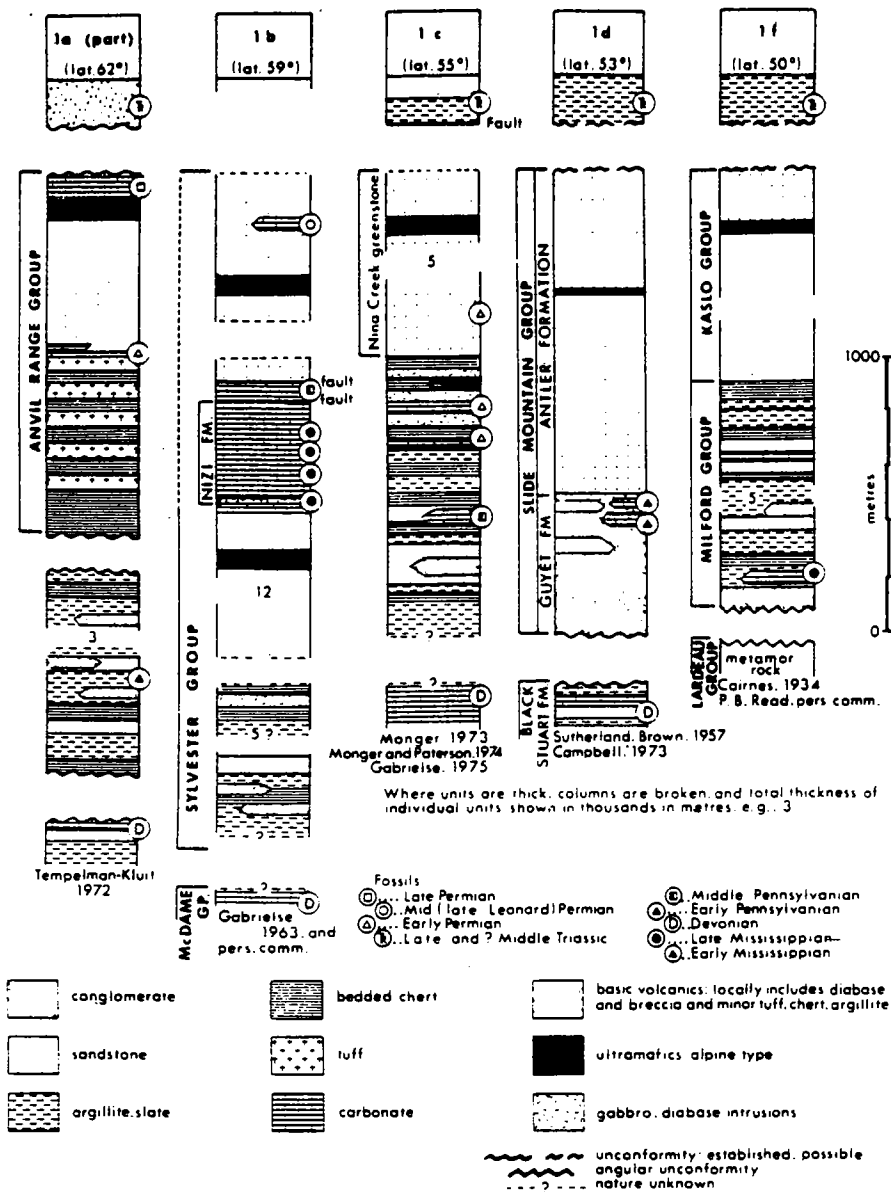 1a (part)
(lat. 62°)
1b
(lat. 59°)
1c
(lat. 55°)
1d
(lat. 53°)
1f
(lat. 50°)
Fault
ANVIL RANGE GROUP
3
Tempelman-Kluit
1972
SYLVESTER GROUP
NIZI FM.
fault
fault
12
5?
?
McDAME GP.
?
D
Gabrielse
1963. and
pers. comm.
Nina Creek greenstone
5
?
?
D
Monger 1973
Monger and Paterson. 1974
Gabrielse. 1975
SLIDE MOUNTAIN GROUP
ANTLER FORMATION
GUYET FM
BLACK STUART FM.
D
Sutherland. Brown. 1957
Campbell. 1973
KASLO GROUP
MILFORD GROUP
5
LARDEAU GROUP
metamor
rock
Cairnes. 1934
P. B. Read. pers comm.
1000
metres
0
D
Where units are thick. columns are broken. and total thickness of
individual units shown in thousands in metres. e.g.. 3
Fossils
Late Permian
Mid (late Leonard) Permian
Early Permian
Late and ? Middle Triassic
Middle Pennsylvanian
Early Pennsylvanian
D Devonian
Late Mississippian
Early Mississippian
conglomerate
sandstone
argillite. slate
bedded chert
tuff
carbonate
basic volcanics: locally includes diabase
and breccia and minor tuff. chert. argillite
ultramafics alpine type
gabbro. diabase intrusions
unconformity: established. possible
angular unconformity
? nature unknown